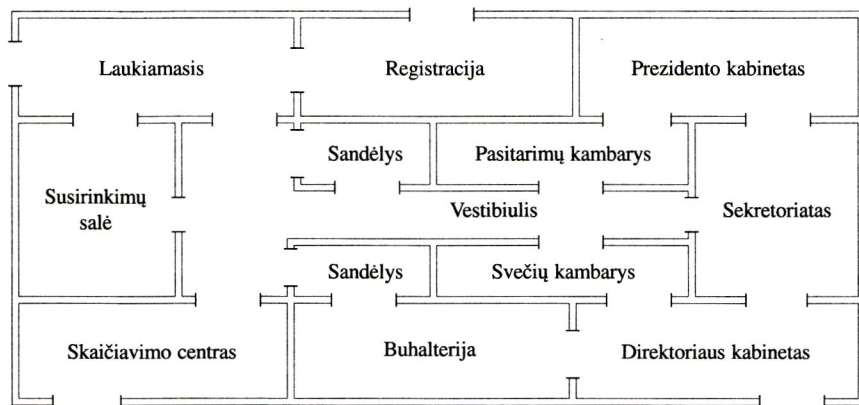 Laukiamasis
Registracija
Prezidento kabinetas
Sandėlys
Pasitarimų kambarys
Susirinkimų
salė
Vestibiulis
Sekretoriatas
Sandėlys
Svečių kambarys
Skaičiavimo centras
Buhalterija
Direktoriaus kabinetas